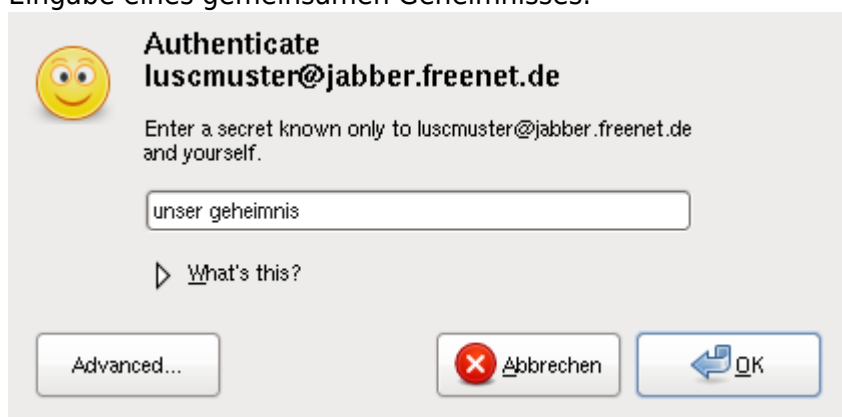 Eingabe eines gemeinsamen Geheimnisses:
Authenticate
luscmuster@jabber.freenet.de
Enter a secret known only to luscmuster@jabber.freenet.de
and yourself.
unser geheimnis
What's this?
Advanced...
Abbrechen
OK